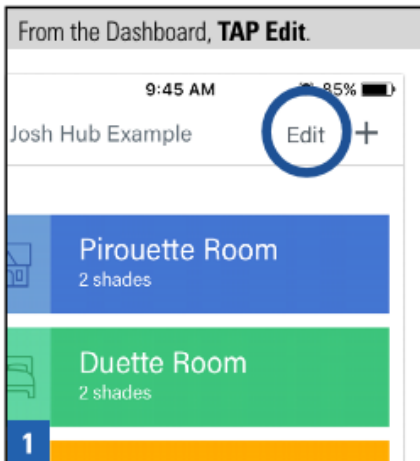 From the Dashboard, TAP Edit.
9:45 AM 85%
Josh Hub Example Edit +
Pirouette Room
2 shades
Duette Room
2 shades
1